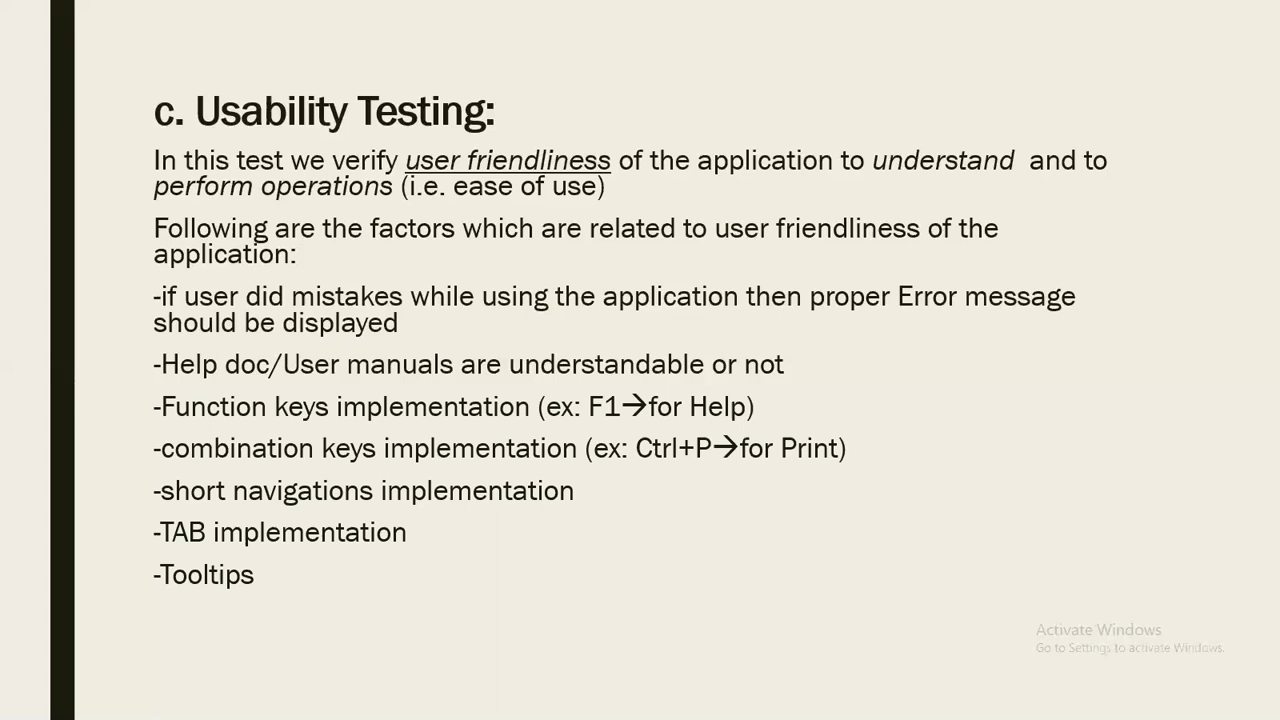 c. Usability Testing:
In this test we verify user friendliness of the application to understand  and to
perform operations (i.e. ease of use)
Following are the factors which are related to user friendliness of the
application:
-if user did mistakes while using the application then proper Error message
should be displayed
-Help doc/User manuals are understandable or not
-Function keys implementation (ex: F1→for Help)
-combination keys implementation (ex: Ctrl+P→for Print)
-short navigations implementation
-TAB implementation
-Tooltips
Activate Windows
Go to Settings to activate Windows.